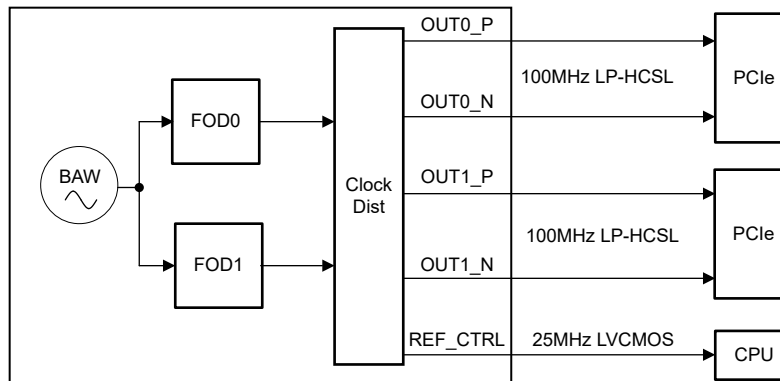 OUT0_P
100MHz LP-HCSL
PCIe
FOD0
OUT0_N
BAW
Clock
Dist
OUT1_P
100MHz LP-HCSL
PCIe
FOD1
OUT1_N
REF_CTRL
25MHz LVCMOS
CPU